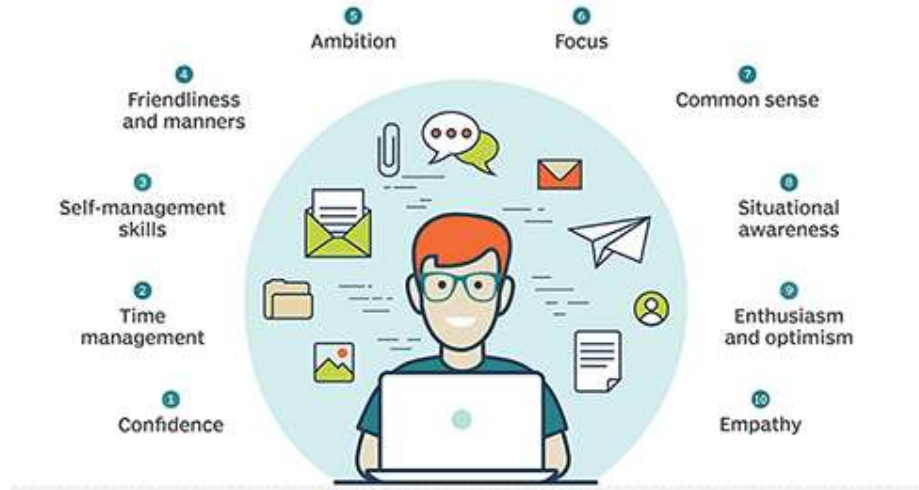 1
Confidence
2
Time
management
3
Self-management
skills
4
Friendliness
and manners
5
Ambition
6
Focus
7
Common sense
8
Situational
awareness
9
Enthusiasm
and optimism
10
Empathy